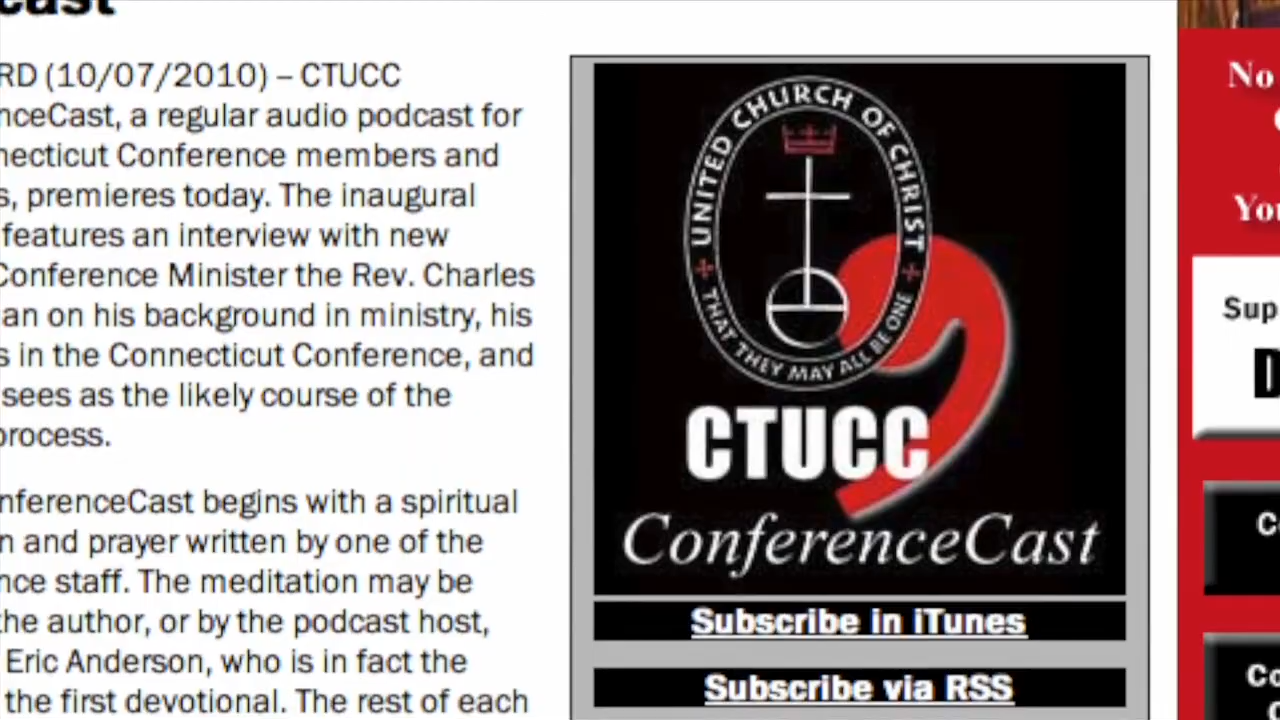 cast
RD (10/07/2010) – CTUCC
nceCast, a regular audio podcast for
necticut Conference members and
s, premieres today. The inaugural
features an interview with new
Conference Minister the Rev. Charles
an on his background in ministry, his
s in the Connecticut Conference, and
sees as the likely course of the
process.
nferenceCast begins with a spiritual
n and prayer written by one of the
nce staff. The meditation may be
the author, or by the podcast host,
Eric Anderson, who is in fact the
the first devotional. The rest of each
UNITED CHURCH OF CHRIST
THAT THEY MAY ALL BE ONE
CTUCC
ConferenceCast
Subscribe in iTunes
Subscribe via RSS
No
You
Sup
D
Co